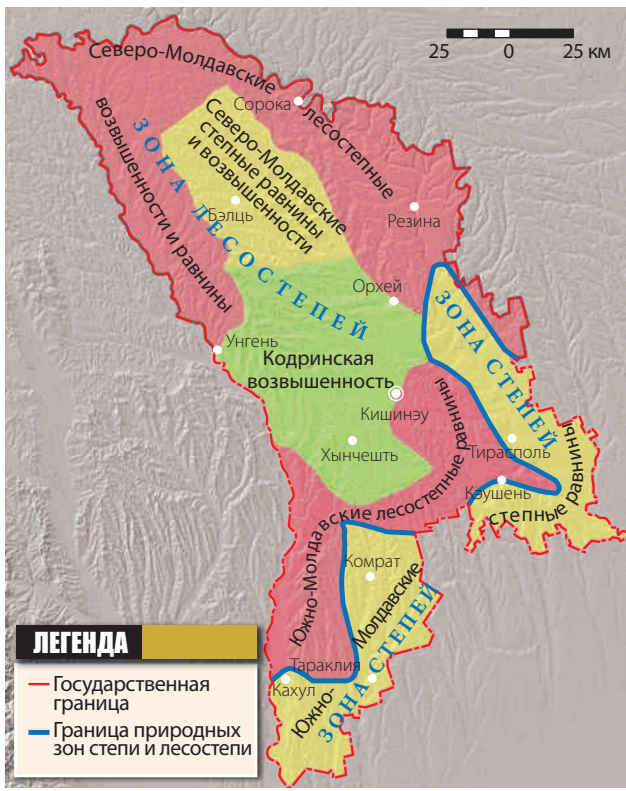 25 0 25 км
Северо-Молдавские лесостепные
возвышенности и равнины
Сорока
Северо-Молдавские
степные равнины
и возвышенности
ЗОНА ЛЕСОСТЕПЕЙ
Бэлць
Резина
Орхей
ЗОНА СТЕПЕЙ
Унгень
Кодринская
возвышенность
Кишинэу
Хынчешть
Тирасполь
Кэушень
Южно-Молдавские лесостепные равнины
Комрат
Южно-Молдавские степные равнины
ЗОНА СТЕПЕЙ
Тараклия
Кахул
ЛЕГЕНДА
Государственная
граница
Граница природных
зон степи и лесостепи